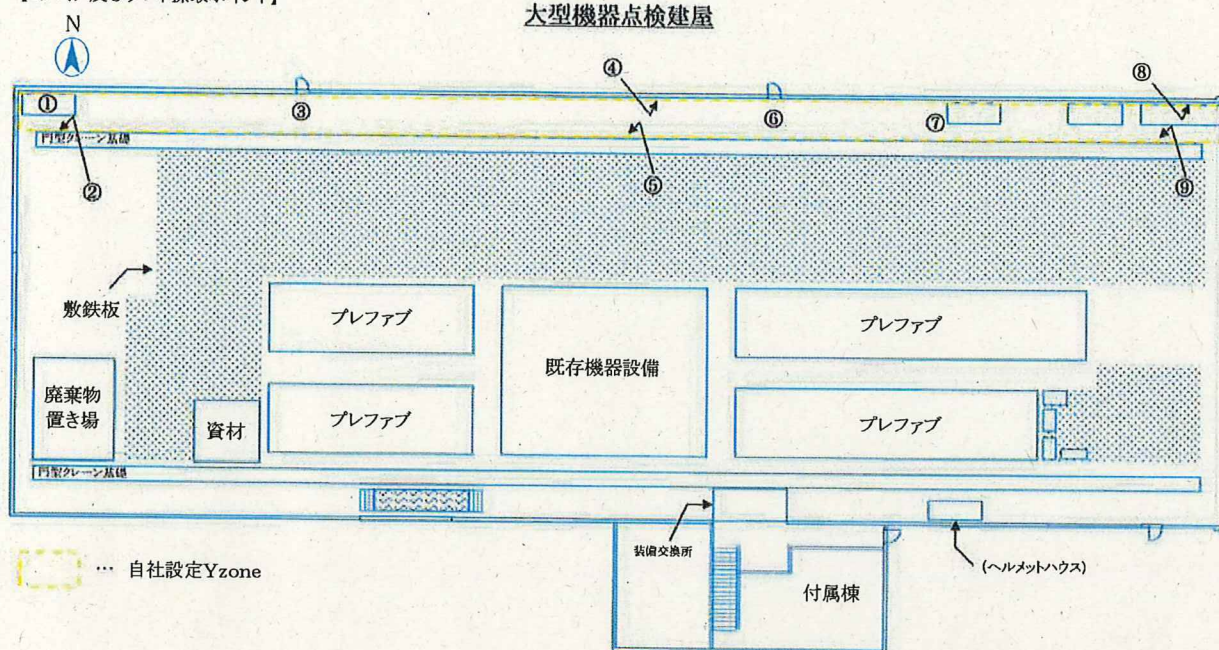 大型機器点検建屋
N
④
⑧
①
③
⑥
⑦
門型クレーン基礎
②
⑤
⑨
敷鉄板
プレファブ
プレファブ
既存機器設備
廃棄物
置き場
資材
プレファブ
プレファブ
門型クレーン基礎
装備交換所
(ヘルメットハウス)
… 自社設定Yzone
付属棟